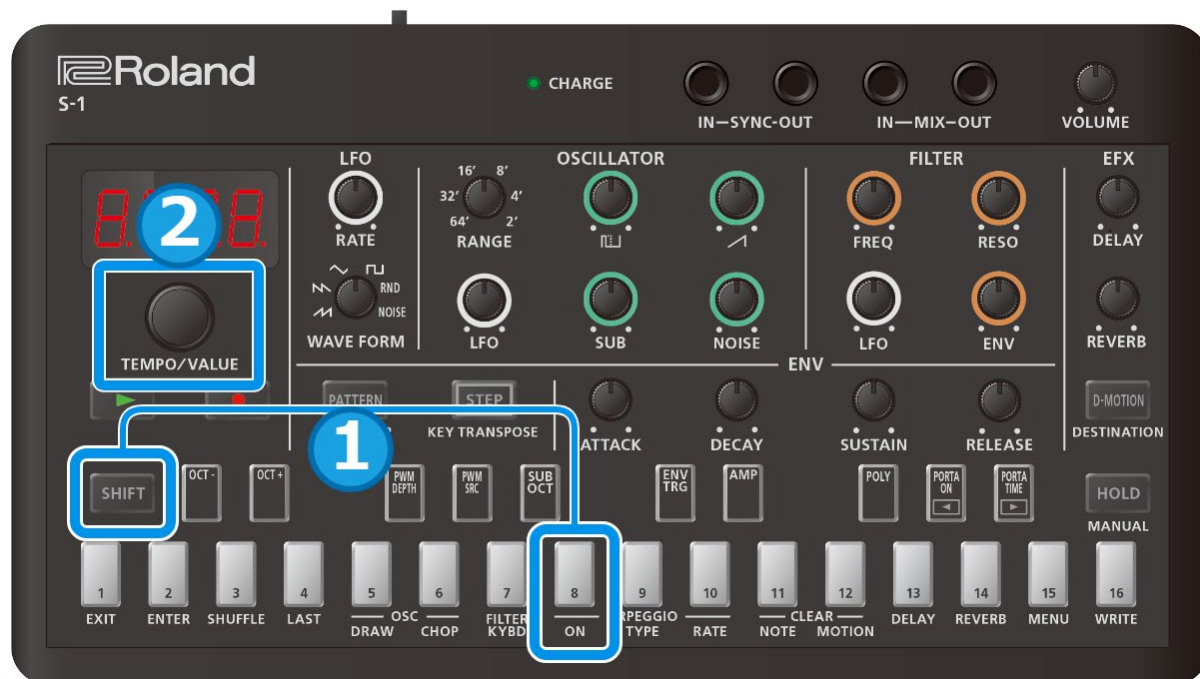 Roland
S-1
CHARGE
IN–SYNC-OUT
IN—MIX–OUT
VOLUME
LFO
OSCILLATOR
FILTER
EFX
16' 8'
32' 4'
64' 2'
RATE
RANGE
FREQ
RESO
DELAY
2
RND
NOISE
WAVE FORM
LFO
SUB
NOISE
LFO
ENV
REVERB
TEMPO/VALUE
ENV
PATTERN
STEP
KEY TRANSPOSE
1
ATTACK
DECAY
SUSTAIN
RELEASE
D-MOTION
DESTINATION
SHIFT
OCT -
OCT +
PWM
DEPTH
PWM
SRC
SUB
OCT
ENV
TRG
AMP
POLY
PORTA
ON
PORTA
TIME
HOLD
MANUAL
1 2 3 4 5 6 7 8 9 10 11 12 13 14 15 16
EXIT ENTER SHUFFLE LAST
OSC
DRAW CHOP
FILTER
KYBD
ON
TYPE
RATE
CLEAR
NOTE MOTION
DELAY REVERB MENU WRITE